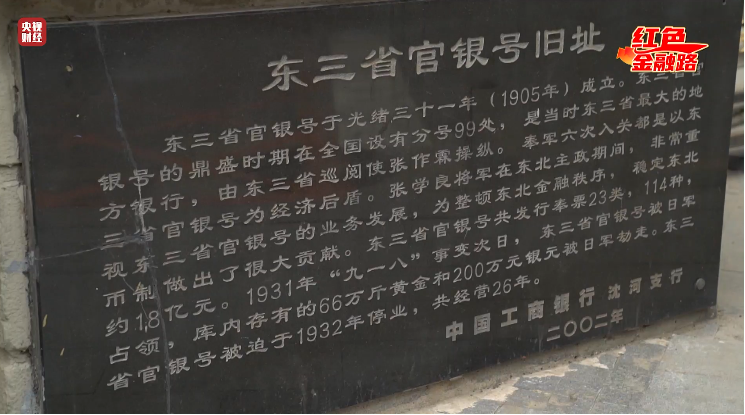 央视
财经
红色
金融路
东三省官银号旧址
东三省官银号于光绪三十一年（1905年）成立。东三省官
银号的鼎盛时期在全国设有分号99处，是当时东三省最大的地
方银行，由东三省巡阅使张作霖操纵。奉军六次入关都是以东
三省官银号为经济后盾。张学良将军在东北主政期间，非常重
视东三省官银号的业务发展，为整顿东北金融秩序，稳定东北
币制做出了很大贡献。东三省官银号共发行奉票23类，114种，
约18亿元。1931年“九一八”事变次日，东三省官银号被日军
占领，库内存有的66万斤黄金和200万元银元被日军劫走。东三
省官银号被迫于1932年停业，共经营26年。
中国工商银行 沈河支行
二〇〇二年